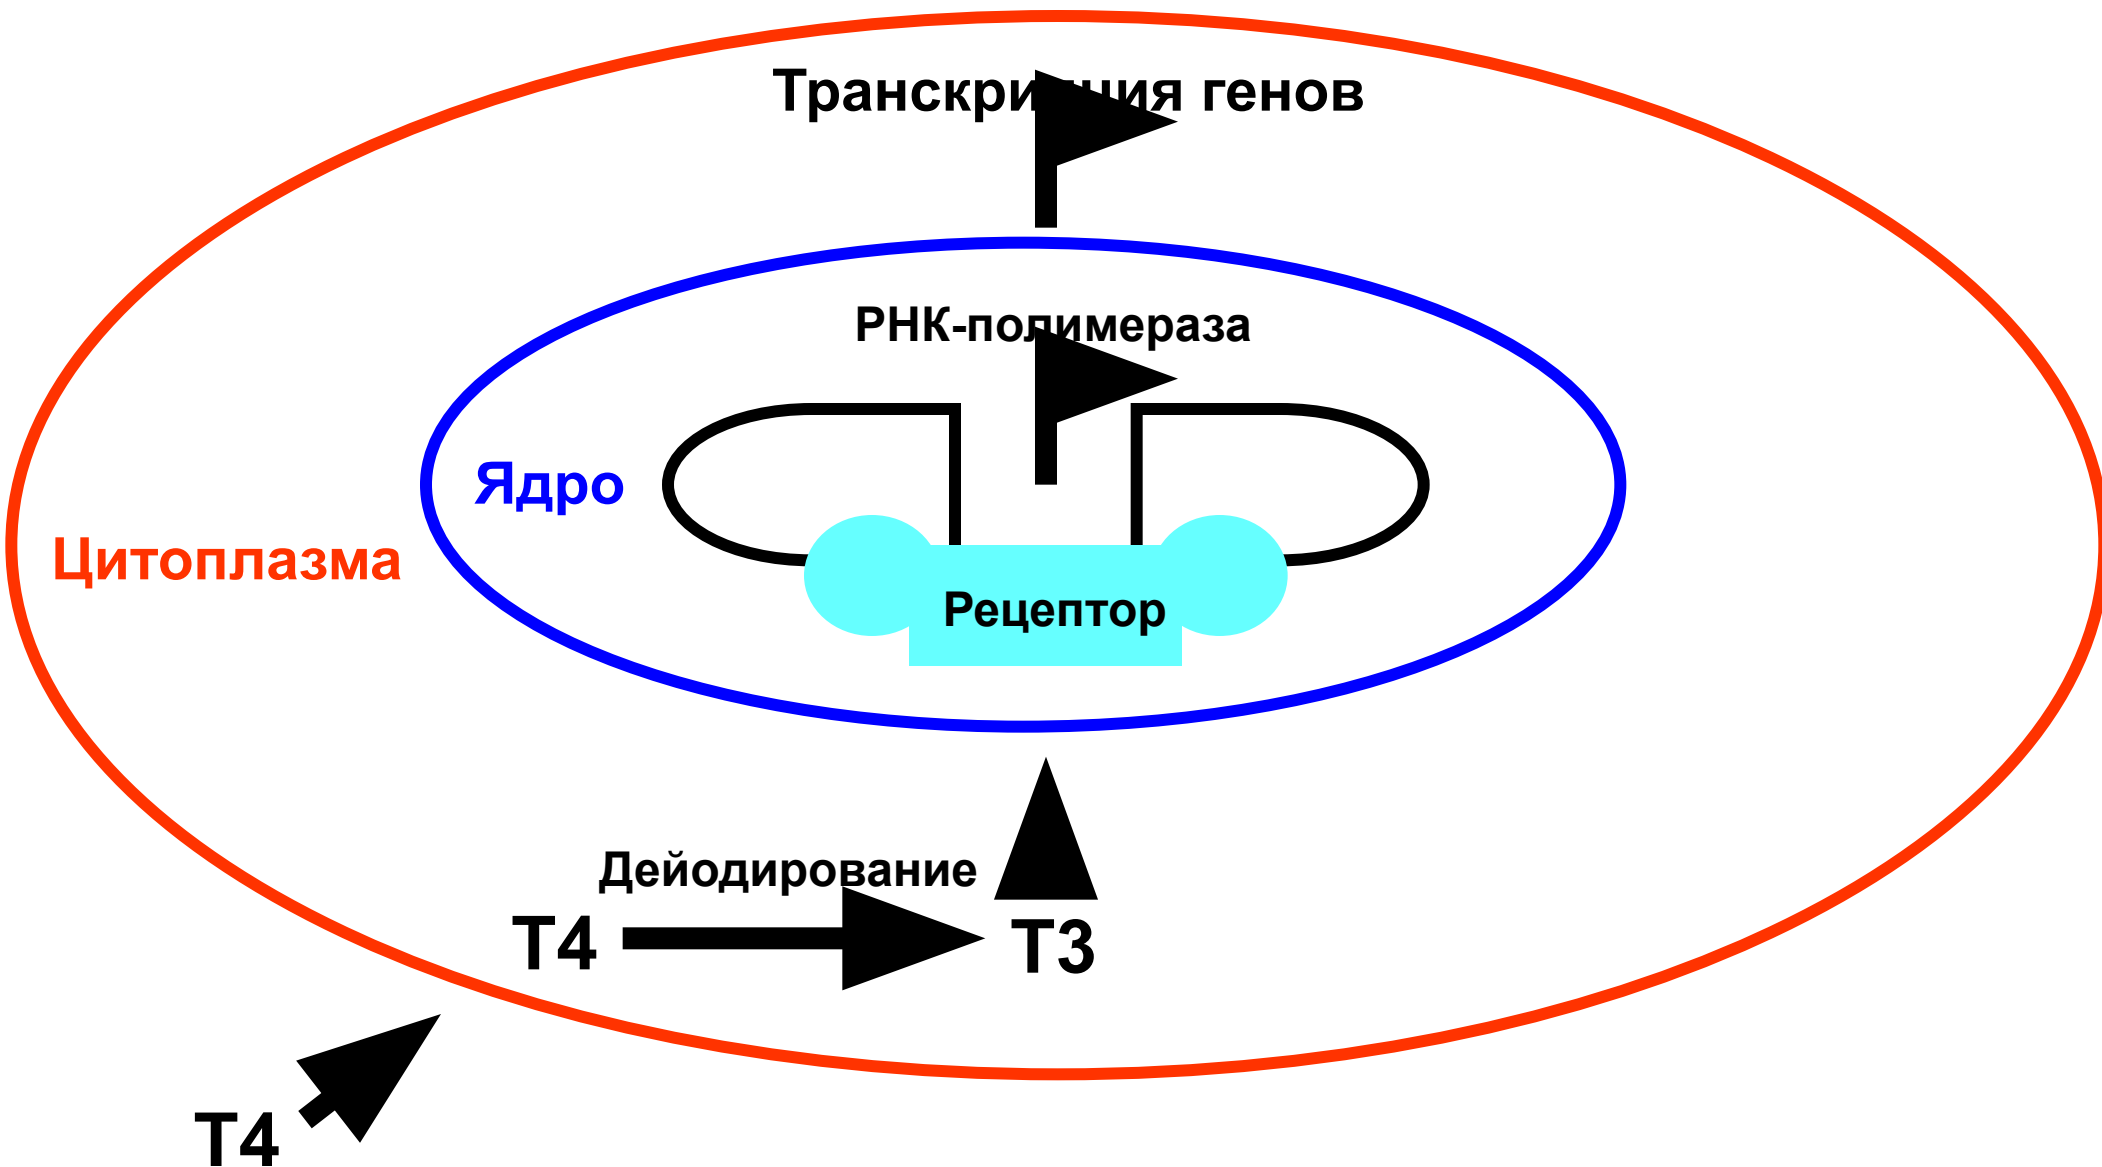 Транскрипция генов
РНК-полимераза
Ядро
Цитоплазма
Рецептор
Дейодирование
Т4
Т3
Т4